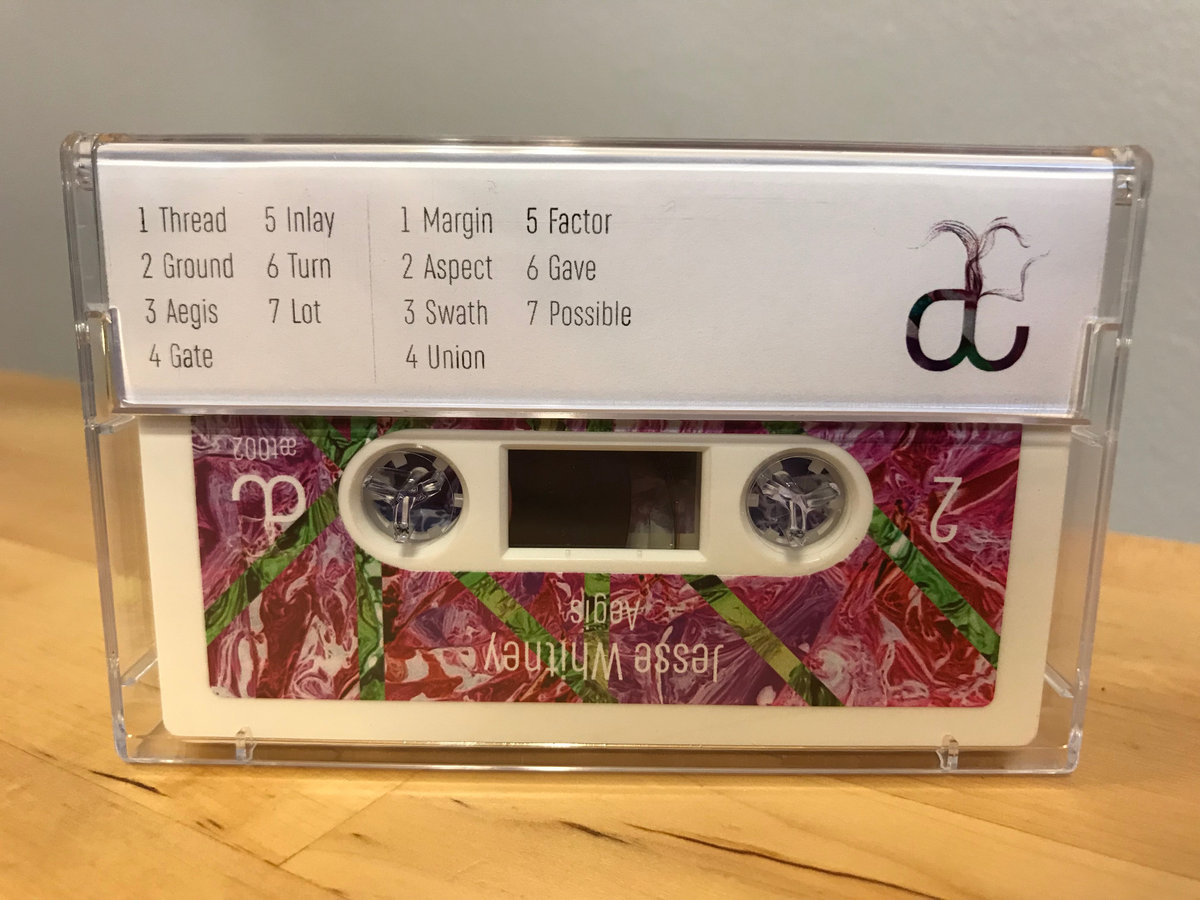 1 Thread
2 Ground
3 Aegis
4 Gate
5 Inlay
6 Turn
7 Lot
1 Margin
2 Aspect
3 Swath
4 Union
5 Factor
6 Gave
7 Possible
æ
æt002
æ
2
Jesse Whitney
Aegis